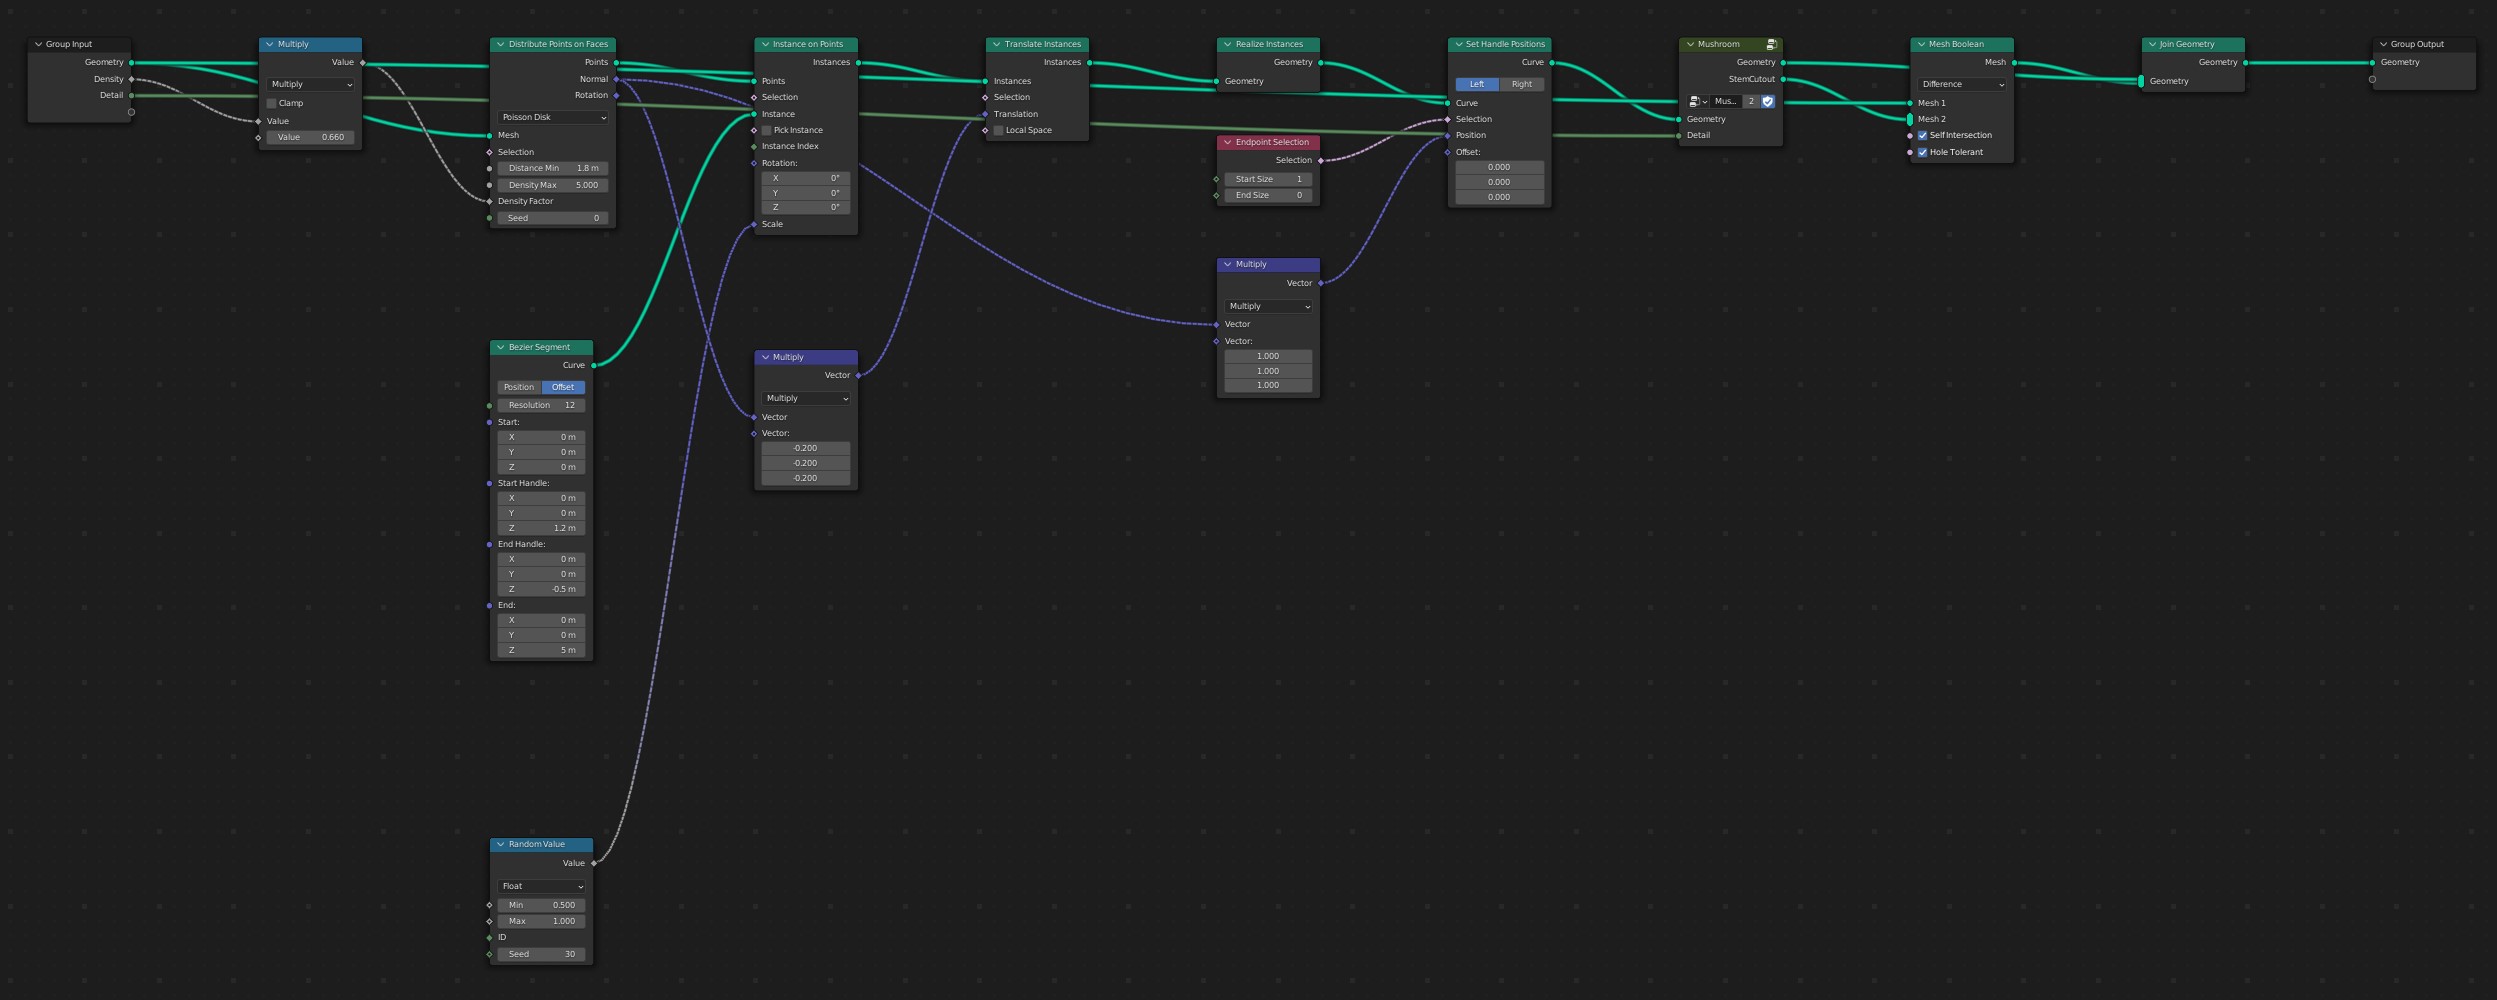 Group Input
Geometry
Density
Detail
Multiply
Value
Multiply
Clamp
Value
Value 0.660
Distribute Points on Faces
Points
Normal
Rotation
Poisson Disk
Mesh
Selection
Distance Min 1.8 m
Density Max 5.000
Density Factor
Seed 0
Instance on Points
Instances
Points
Selection
Instance
Pick Instance
Instance Index
Rotation:
X 0°
Y 0°
Z 0°
Scale
Translate Instances
Instances
Instances
Selection
Translation
Local Space
Realize Instances
Geometry
Geometry
Endpoint Selection
Selection
Start Size 1
End Size 0
Set Handle Positions
Curve
Left Right
Curve
Selection
Position
Offset:
0.000
0.000
0.000
Mushroom
Geometry
StemCutout
Mus... 2
Geometry
Detail
Mesh Boolean
Mesh
Difference
Mesh 1
Mesh 2
Self Intersection
Hole Tolerant
Join Geometry
Geometry
Geometry
Group Output
Geometry
Multiply
Vector
Multiply
Vector
Vector:
1.000
1.000
1.000
Bezier Segment
Curve
Position Offset
Resolution 12
Start:
X 0 m
Y 0 m
Z 0 m
Start Handle:
X 0 m
Y 0 m
Z 1.2 m
End Handle:
X 0 m
Y 0 m
Z -0.5 m
End:
X 0 m
Y 0 m
Z 5 m
Multiply
Vector
Multiply
Vector
Vector:
-0.200
-0.200
-0.200
Random Value
Value
Float
Min 0.500
Max 1.000
ID
Seed 30